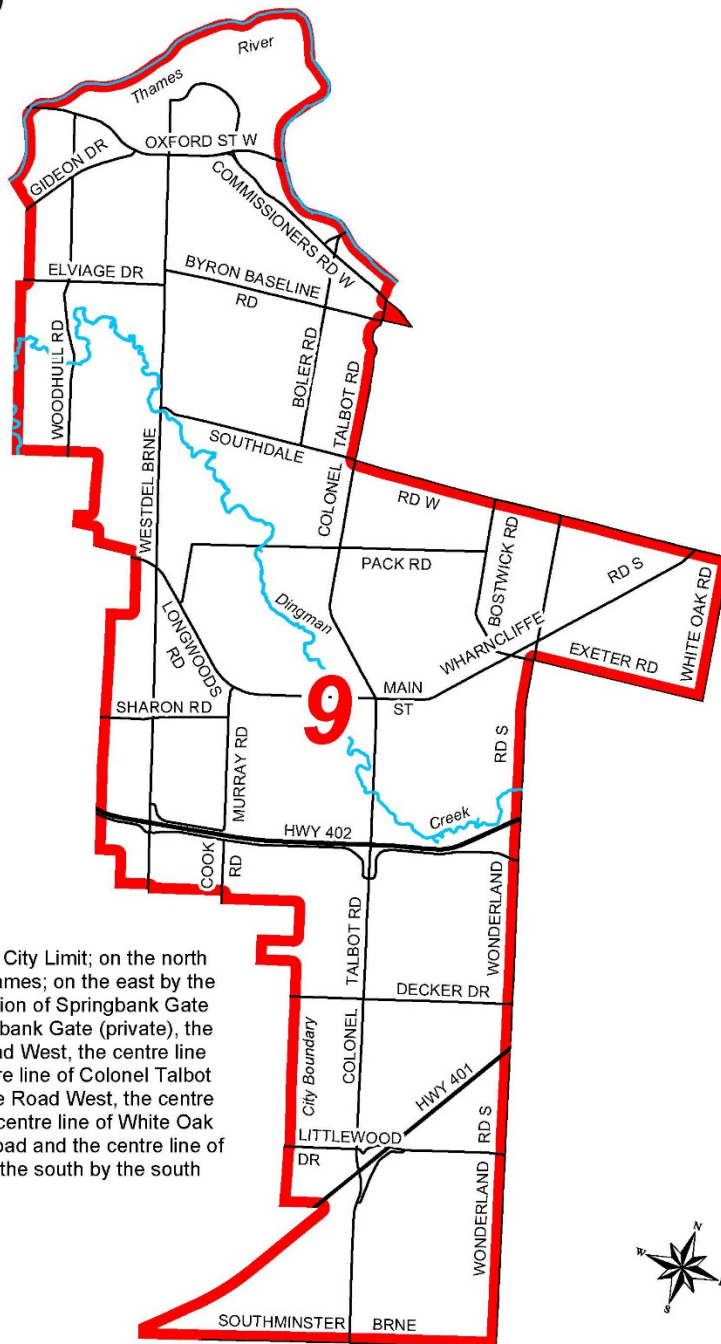 Thames River
OXFORD ST W
GIDEON DR
COMMISSIONERS RD W
ELVIAGE DR
BYRON BASELINE
RD
WOODHULL RD
BOLER RD
COLONEL TALBOT RD
WESTDEL BRNE
SOUTHDALE RD W
PACK RD
BOSTWICK RD
WHARNCLIFFE RD S
WHITE OAK RD
EXETER RD
LONGWOODS
RD
Dingman
MAIN
ST
9
SHARON RD
MURRAY RD
WONDERLAND RD S
Creek
HWY 402
COOK
RD
COLONEL TALBOT RD
DECKER DR
City Limit; on the north
ames; on the east by the
ion of Springbank Gate
bank Gate (private), the
ad West, the centre line
re line of Colonel Talbot
e Road West, the centre
centre line of White Oak
oad and the centre line of
the south by the south
City Boundary
HWY 401
LITTLEWOOD
DR
WONDERLAND RD S
SOUTHMINSTER BRNE
N
W
S